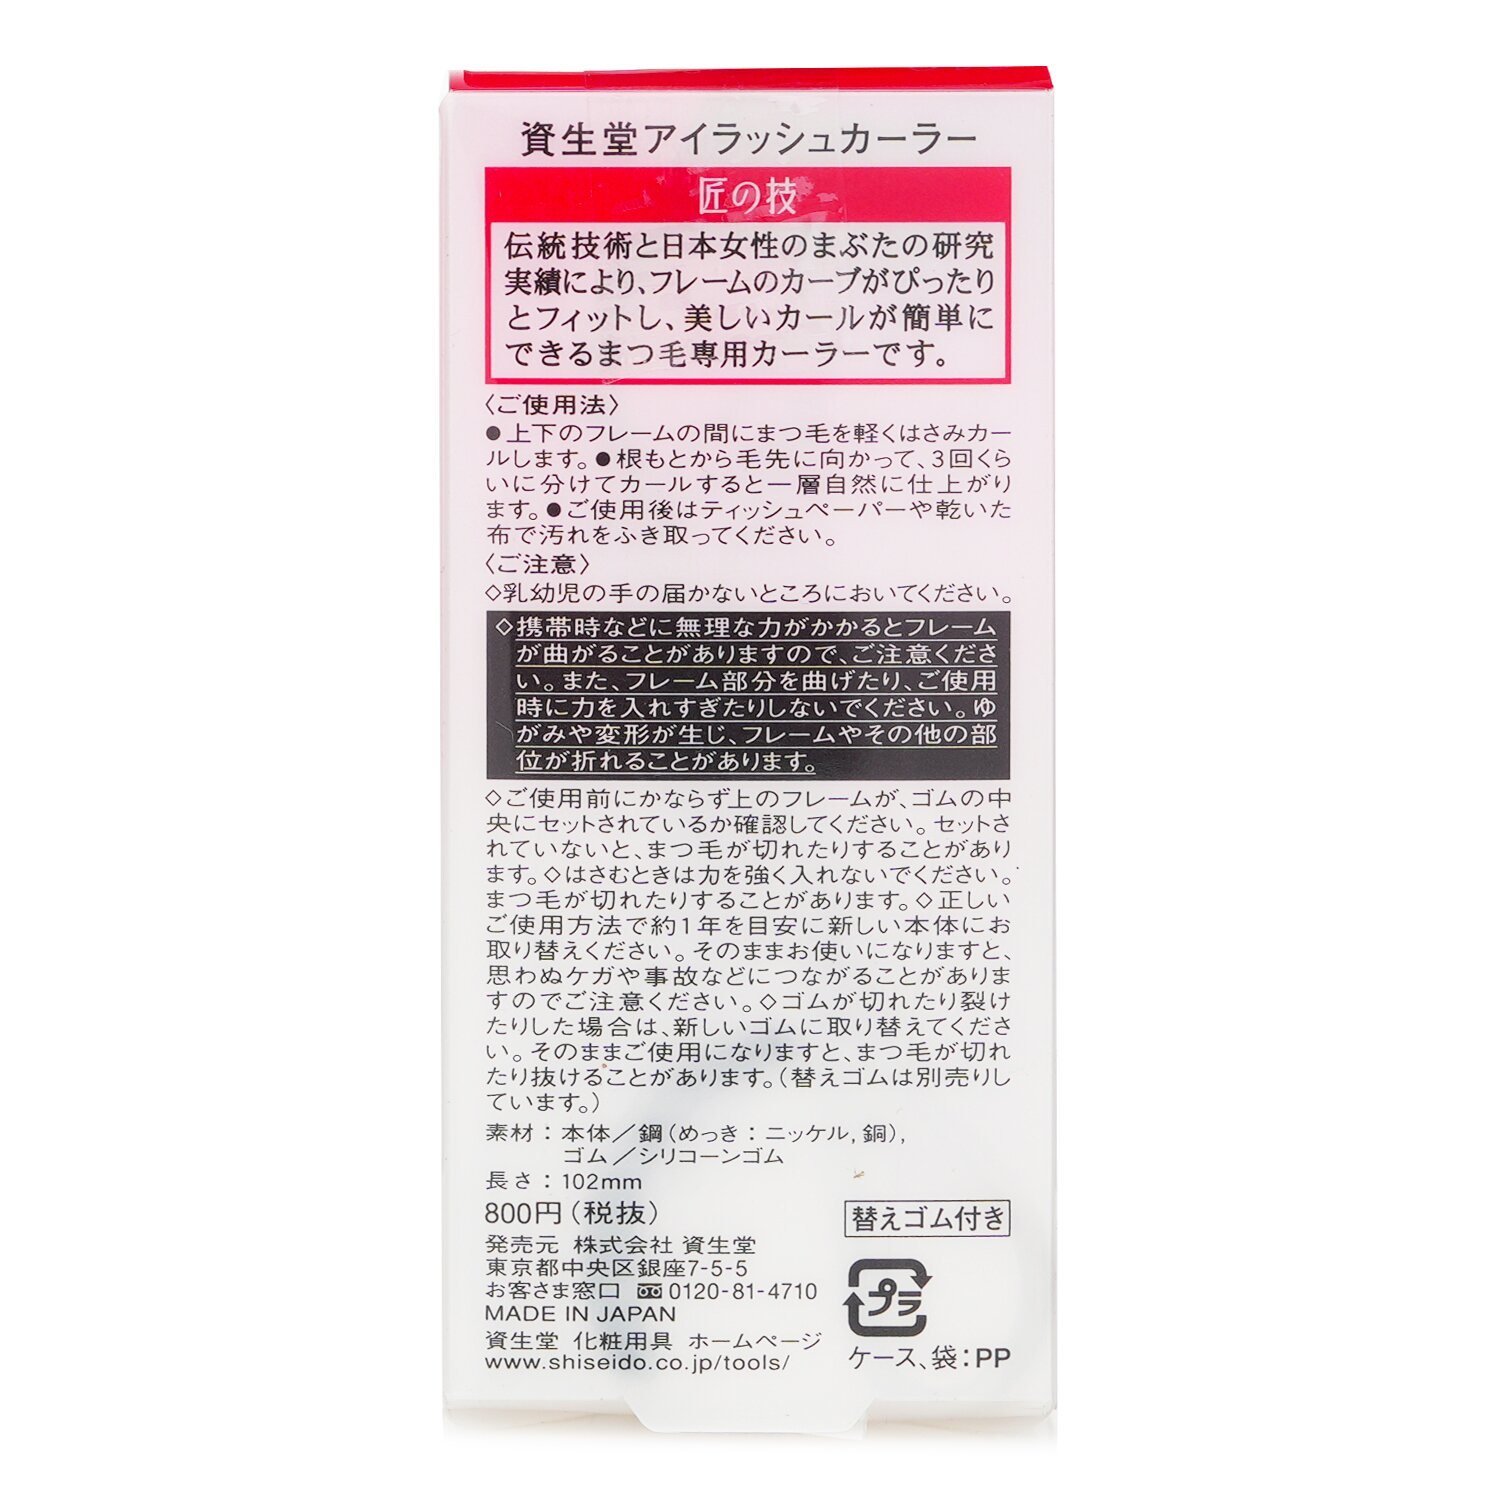 資生堂アイラッシュカーラー
匠の技
伝統技術と日本女性のまぶたの研究
実績により、フレームのカーブがぴったり
とフィットし、美しいカールが簡単に
できるまつ毛専用カーラーです。
〈ご使用法〉
●上下のフレームの間にまつ毛を軽くはさみカー
ルします。●根もとから毛先に向かって、3回くら
いに分けてカールすると一層自然に仕上がり
ます。●ご使用後はティッシュペーパーや乾いた
布で汚れをふき取ってください。
〈ご注意〉
◇乳幼児の手の届かないところにおいてください。
◇携帯時などに無理な力がかかるとフレーム
が曲がることがありますので、ご注意くださ
い。また、フレーム部分を曲げたり、ご使用
時に力を入れすぎたりしないでください。ゆ
がみや変形が生じ、フレームやその他の部
位が折れることがあります。
◇ご使用前にかならず上のフレームが、ゴムの中
央にセットされているか確認してください。セットさ
れていないと、まつ毛が切れたりすることがあり
ます。◇はさむときは力を強く入れないでください。
まつ毛が切れたりすることがあります。◇正しい
ご使用方法で約1年を目安に新しい本体にお
取り替えください。そのままお使いになりますと、
思わぬケガや事故などにつながることがありま
すのでご注意ください。◇ゴムが切れたり裂け
たりした場合は、新しいゴムに取り替えてくださ
い。そのままご使用になりますと、まつ毛が切れ
たり抜けることがあります。（替えゴムは別売りし
ています。）
素材：本体／鋼（めっき：ニッケル,銅）,
ゴム／シリコーンゴム
長さ：102mm
800円（税抜）
替えゴム付き
発売元 株式会社 資生堂
東京都中央区銀座7-5-5
お客さま窓口 0120-81-4710
MADE IN JAPAN
資生堂 化粧用具 ホームページ
www.shiseido.co.jp/tools/
プラ
ケース、袋：PP